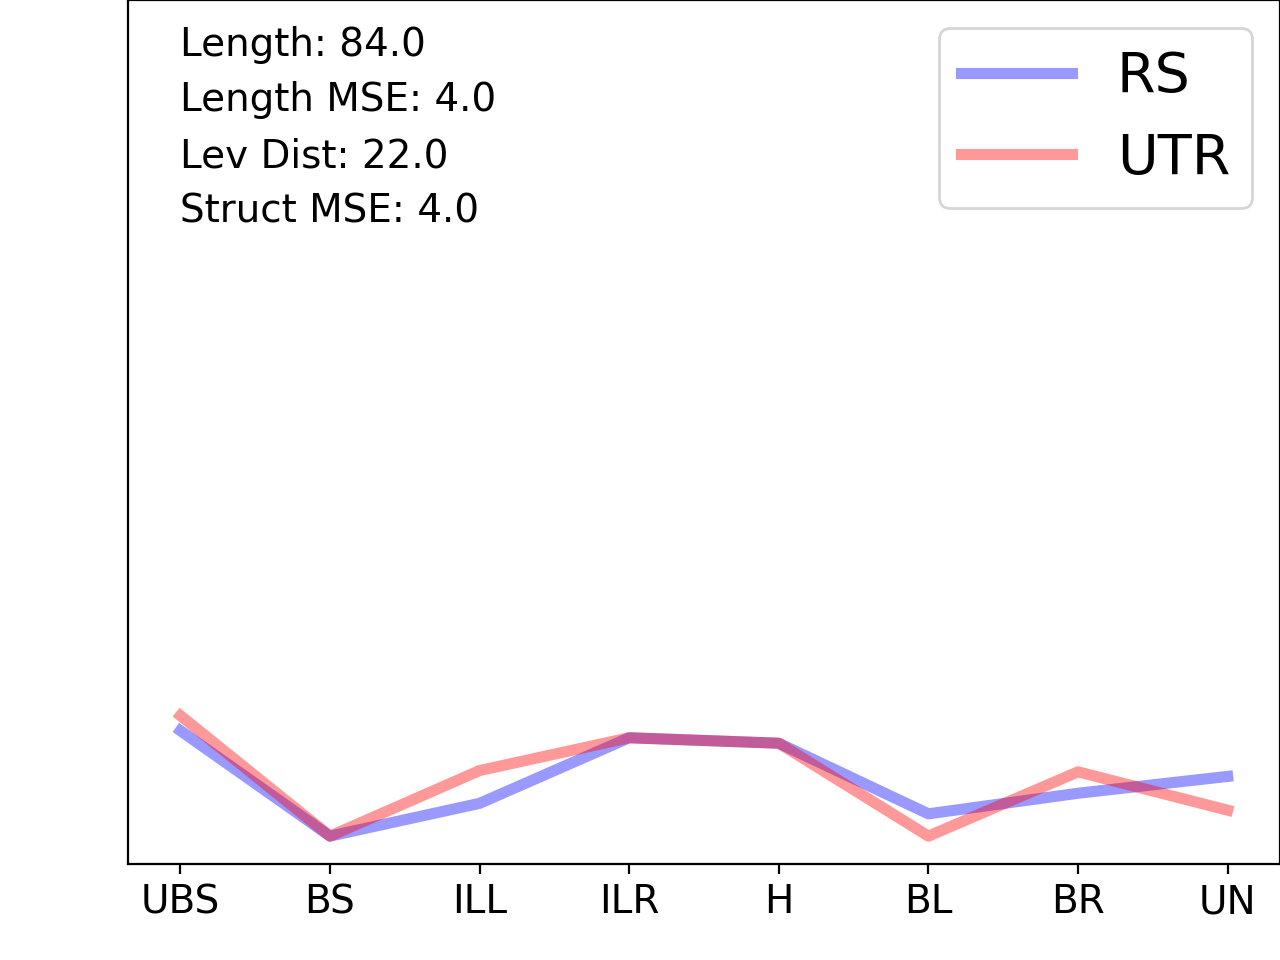 Length: 84.0
Length MSE: 4.0
Lev Dist: 22.0
Struct MSE: 4.0
RS
UTR
UBS BS ILL ILR H BL BR UN